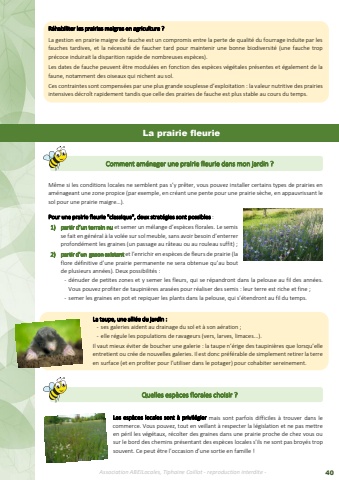 Réhabiliter les prairies maigres en agriculture ?
La gestion en prairie maigre de fauche est un compromis entre la perte de qualité du fourrage induite par les
fauches tardives, et la nécessité de faucher tard pour maintenir une bonne biodiversité (une fauche trop
précoce induirait la disparition rapide de nombreuses espèces).
Les dates de fauche peuvent être modulées en fonction des espèces végétales présentes et également de la
faune, notamment des oiseaux qui nichent au sol.
Ces contraintes sont compensées par une plus grande souplesse d'exploitation : la valeur nutritive des prairies
intensives décroît rapidement tandis que celle des prairies de fauche est plus stable au cours du temps.
La prairie fleurie
Comment aménager une prairie fleurie dans mon jardin ?
Même si les conditions locales ne semblent pas s'y prêter, vous pouvez installer certains types de prairies en
aménageant une zone propice (par exemple, en créant une pente pour une prairie sèche, en appauvrissant le
sol pour une prairie maigre…).
Pour une prairie fleurie "classique", deux stratégies sont possibles :
1) partir d'un terrain nu et semer un mélange d'espèces florales. Le semis
se fait en général à la volée sur sol meuble, sans avoir besoin d'enterrer
profondément les graines (un passage au râteau ou au rouleau suffit) ;
2) partir d'un gazon existant et l'enrichir en espèces de fleurs de prairie (la
flore définitive d'une prairie permanente ne sera obtenue qu'au bout
de plusieurs années). Deux possibilités :
- dénuder de petites zones et y semer les fleurs, qui se répandront dans la pelouse au fil des années.
Vous pouvez profiter de taupinières arasées pour réaliser des semis : leur terre est riche et fine ;
- semer les graines en pot et repiquer les plants dans la pelouse, qui s'étendront au fil du temps.
La taupe, une alliée du jardin :
- ses galeries aident au drainage du sol et à son aération ;
- elle régule les populations de ravageurs (vers, larves, limaces…).
Il vaut mieux éviter de boucher une galerie : la taupe n'érige des taupinières que lorsqu'elle
entretient ou crée de nouvelles galeries. Il est donc préférable de simplement retirer la terre
en surface (et en profiter pour l'utiliser dans le potager) pour cohabiter sereinement.
Quelles espèces florales choisir ?
Les espèces locales sont à privilégier mais sont parfois difficiles à trouver dans le
commerce. Vous pouvez, tout en veillant à respecter la législation et ne pas mettre
en péril les végétaux, récolter des graines dans une prairie proche de chez vous ou
sur le bord des chemins présentant des espèces locales s'ils ne sont pas broyés trop
souvent. Ce peut être l'occasion d'une sortie en famille !
Association ABIESnodes, Tiphanie Dalliet - reproduction interdite -
40